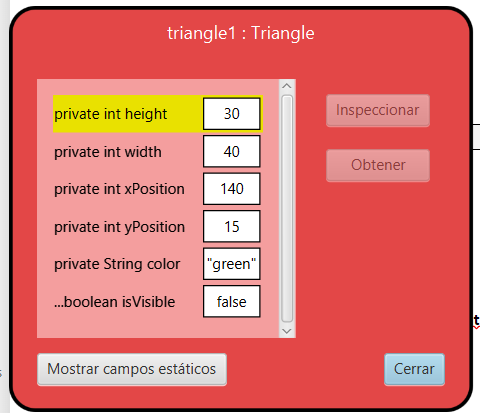 triangle1 : Triangle
private int height 30
Inspeccionar
private int width 40
Obtener
private int xPosition 140
private int yPosition 15
private String color "green"
...boolean isVisible false
Mostrar campos estáticos
Cerrar